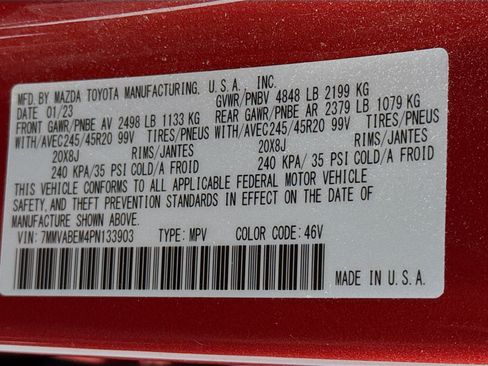 MFD. BY MAZDA TOYOTA MANUFACTURING, U.S.A. INC.
DATE 01/23 GVWR/PNBV 4848 LB 2199 KG
FRONT GAWR/PNBE AV 2498 LB 1133 KG REAR GAWR/PNBE AR 2379 LB 1079 KG
WITH/AVEC245/45R20 99V TIRES/PNEUS WITH/AVEC245/45R20 99V TIRES/PNEUS
20X8J RIMS/JANTES 20X8J RIMS/JANTES
240 KPA/ 35 PSI COLD/A FROID 240 KPA/ 35 PSI COLD/A FROID
THIS VEHICLE CONFORMS TO ALL APPLICABLE FEDERAL MOTOR VEHICLE
SAFETY, AND THEFT PREVENTION STANDARDS IN EFFECT ON THE DATE OF
MANUFACTURE SHOWN ABOVE.
VIN: 7MMVABEM4PN133903 TYPE: MPV COLOR CODE: 46V
MADE IN U.S.A.